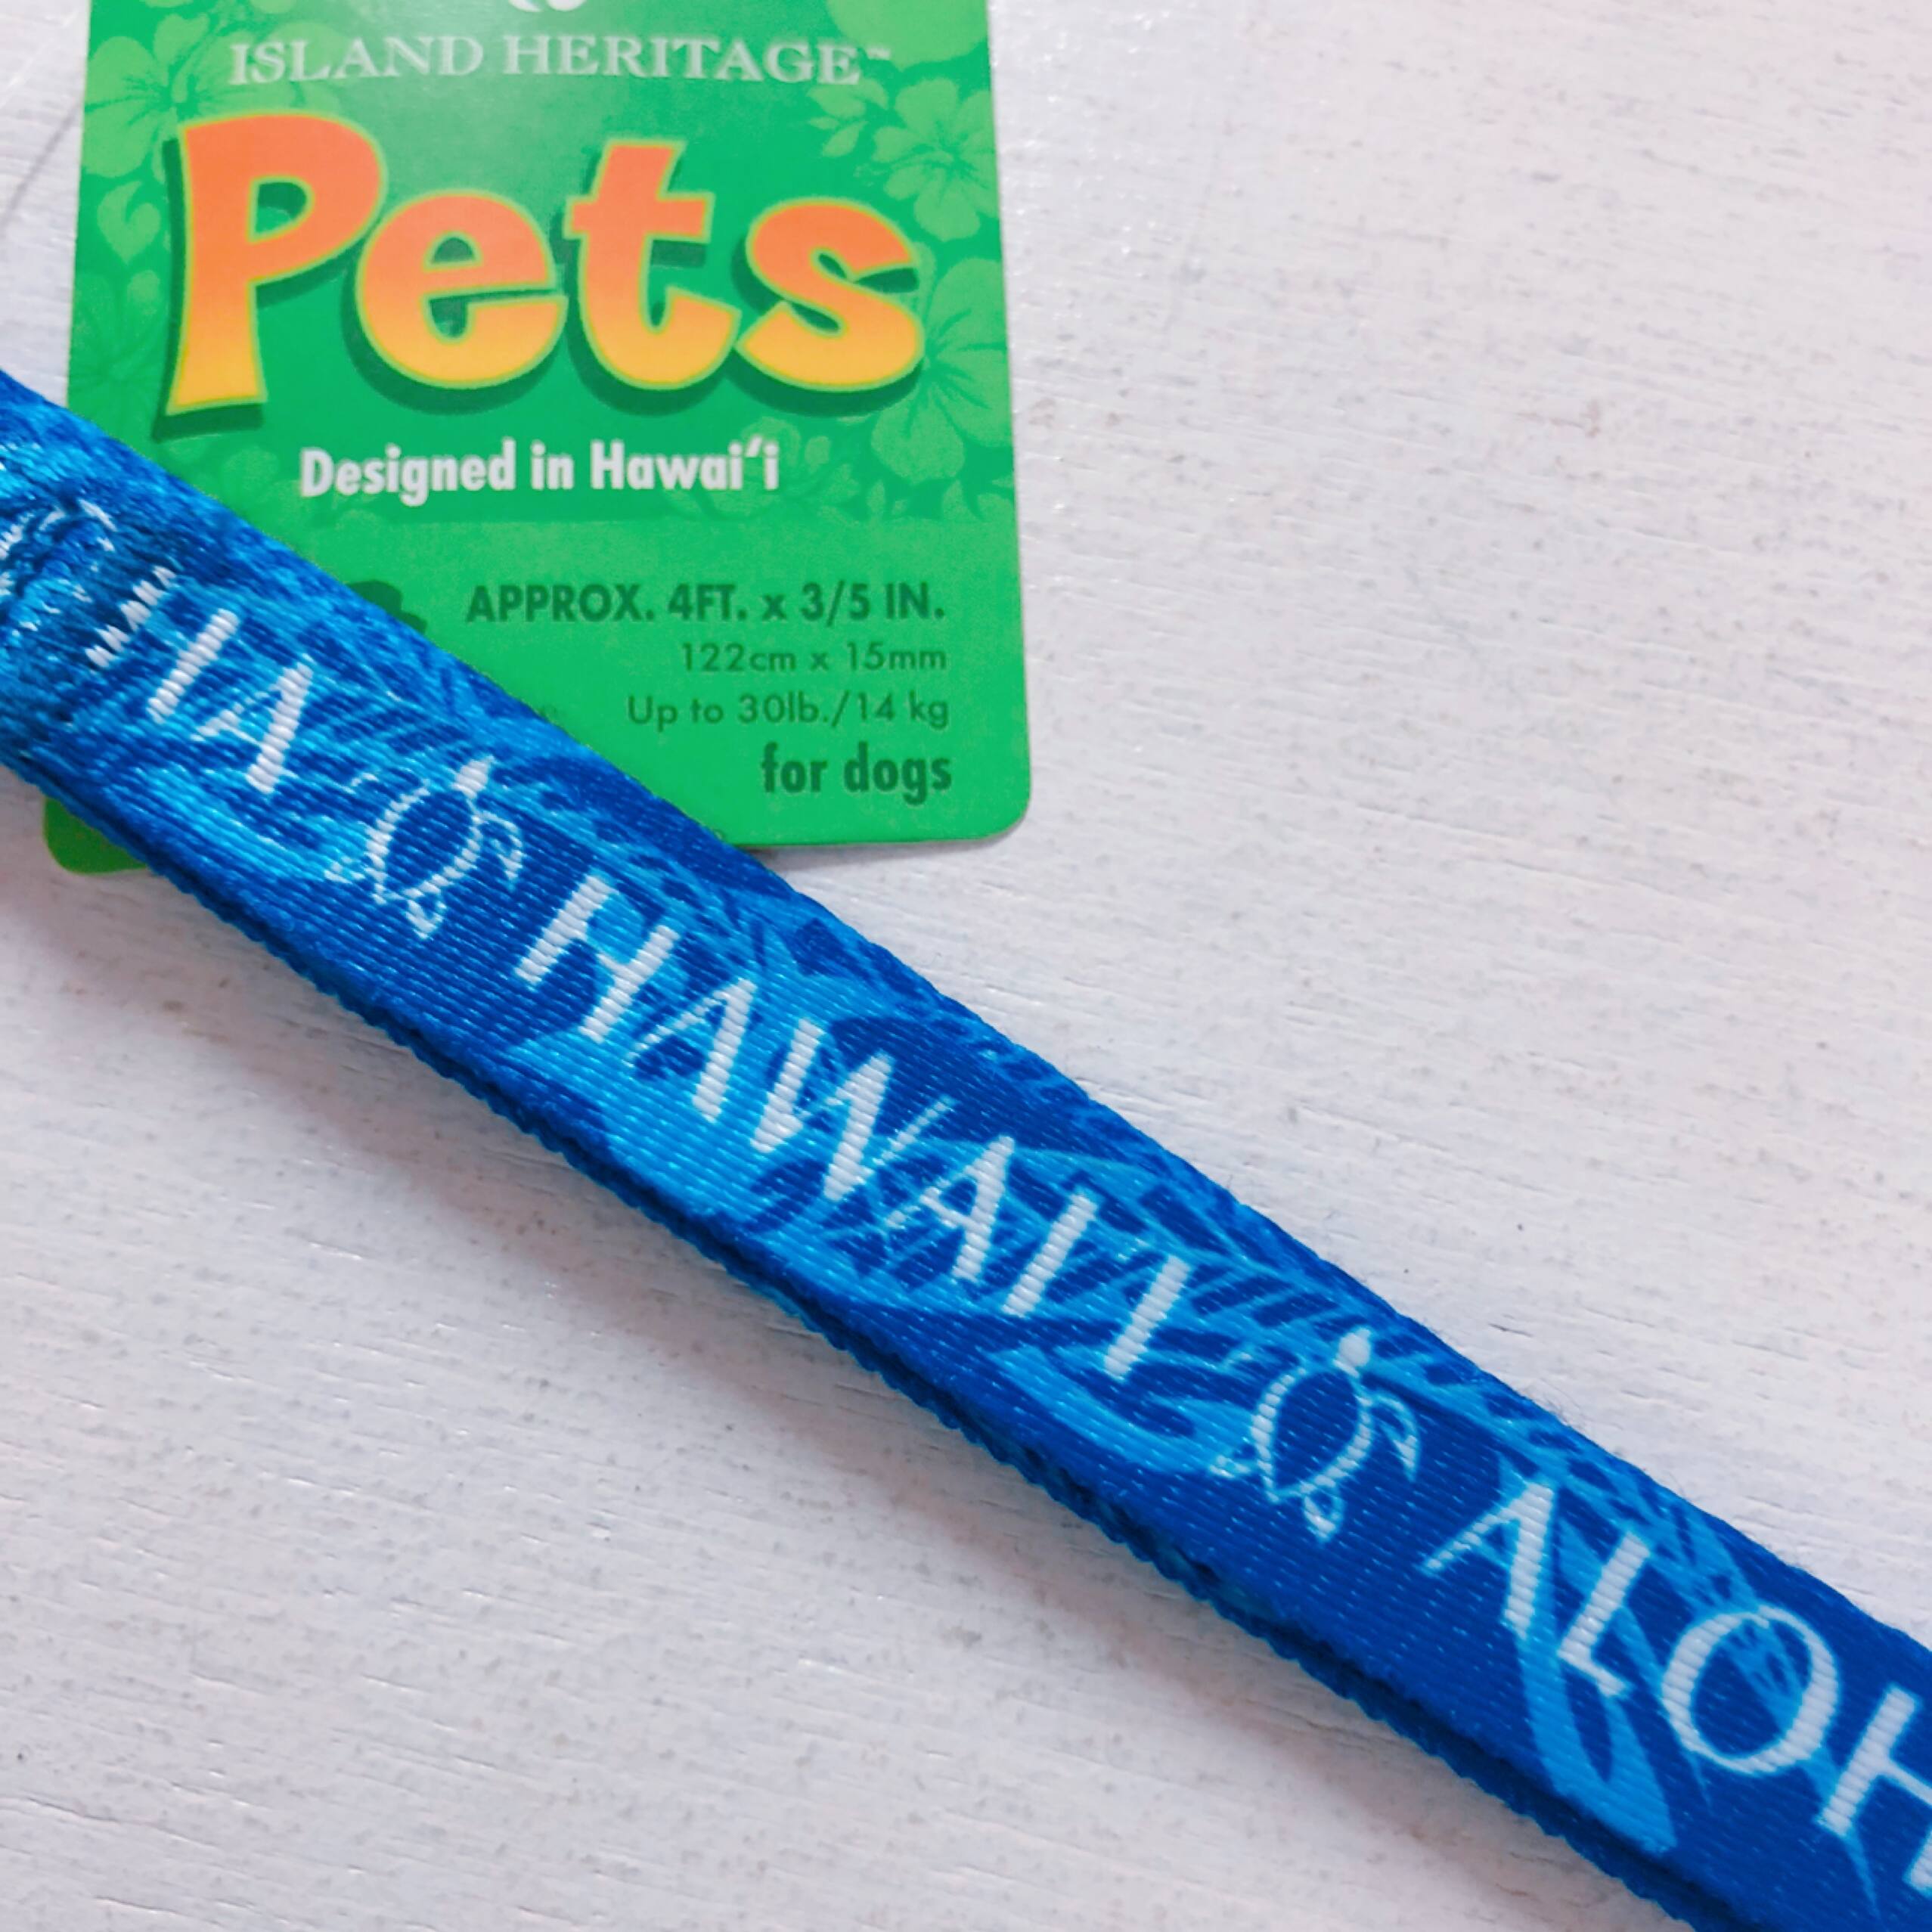 ISLAND HERITAGE™
Pets
Designed in Hawaiʻi
APPROX. 4FT. x 3/5 IN.
122cm x 15mm
Up to 30lb./14 kg
for dogs
HA HAWAII ALOH